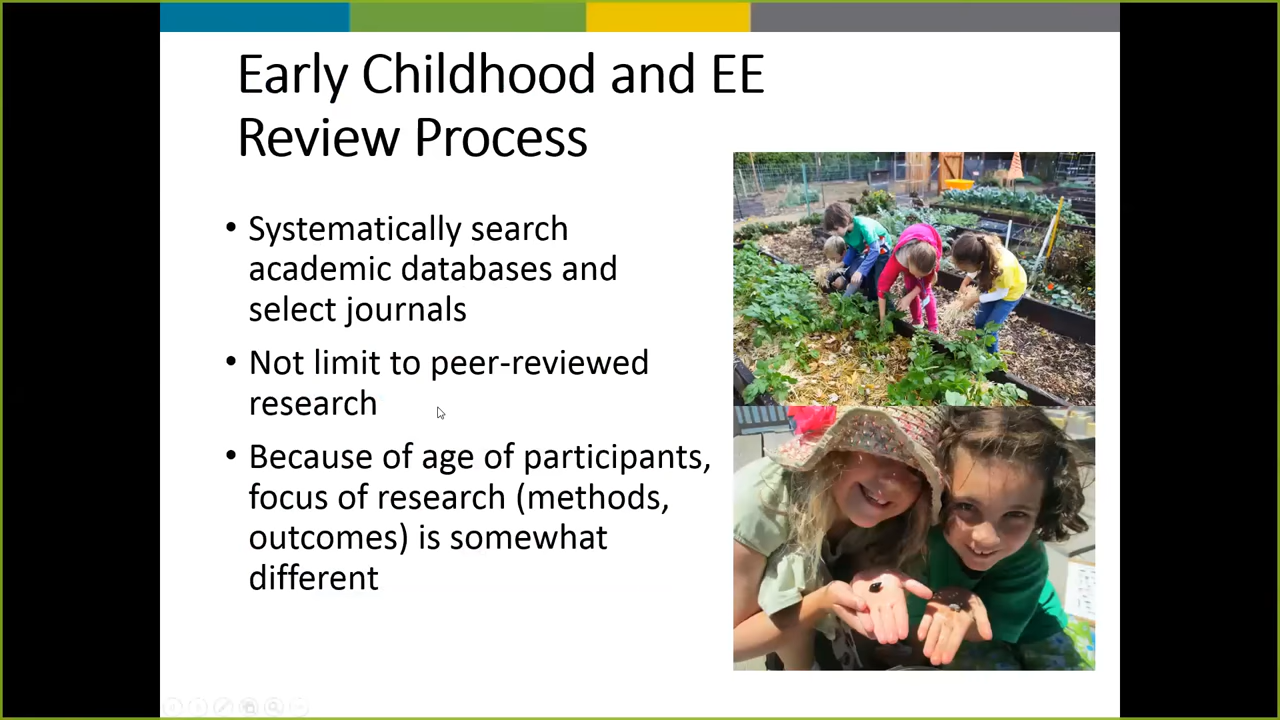 Early Childhood and EE
Review Process
• Systematically search
academic databases and
select journals
• Not limit to peer-reviewed
research
• Because of age of participants,
focus of research (methods,
outcomes) is somewhat
different